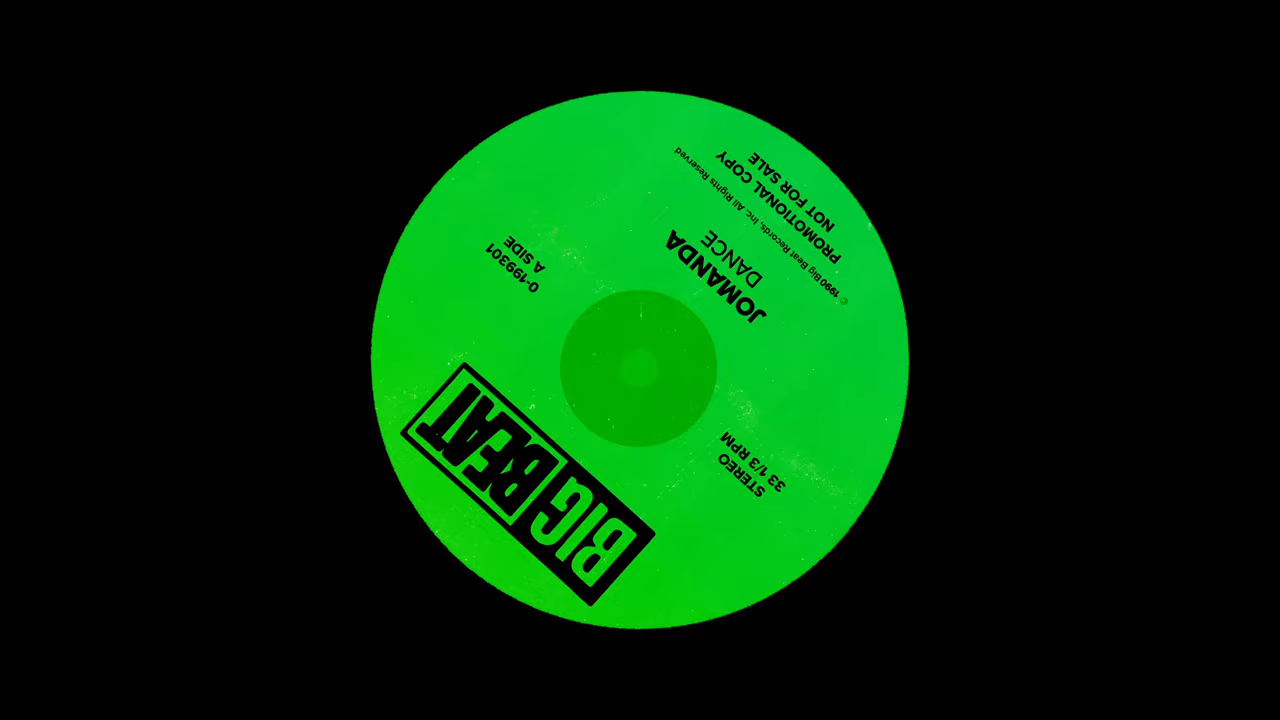 BIG BEAT
STEREO
33 1/3 RPM
0-199301
A SIDE
JOMANDA
DANCE
© 1990 Big Beat Records, Inc. All Rights Reserved
PROMOTIONAL COPY
NOT FOR SALE